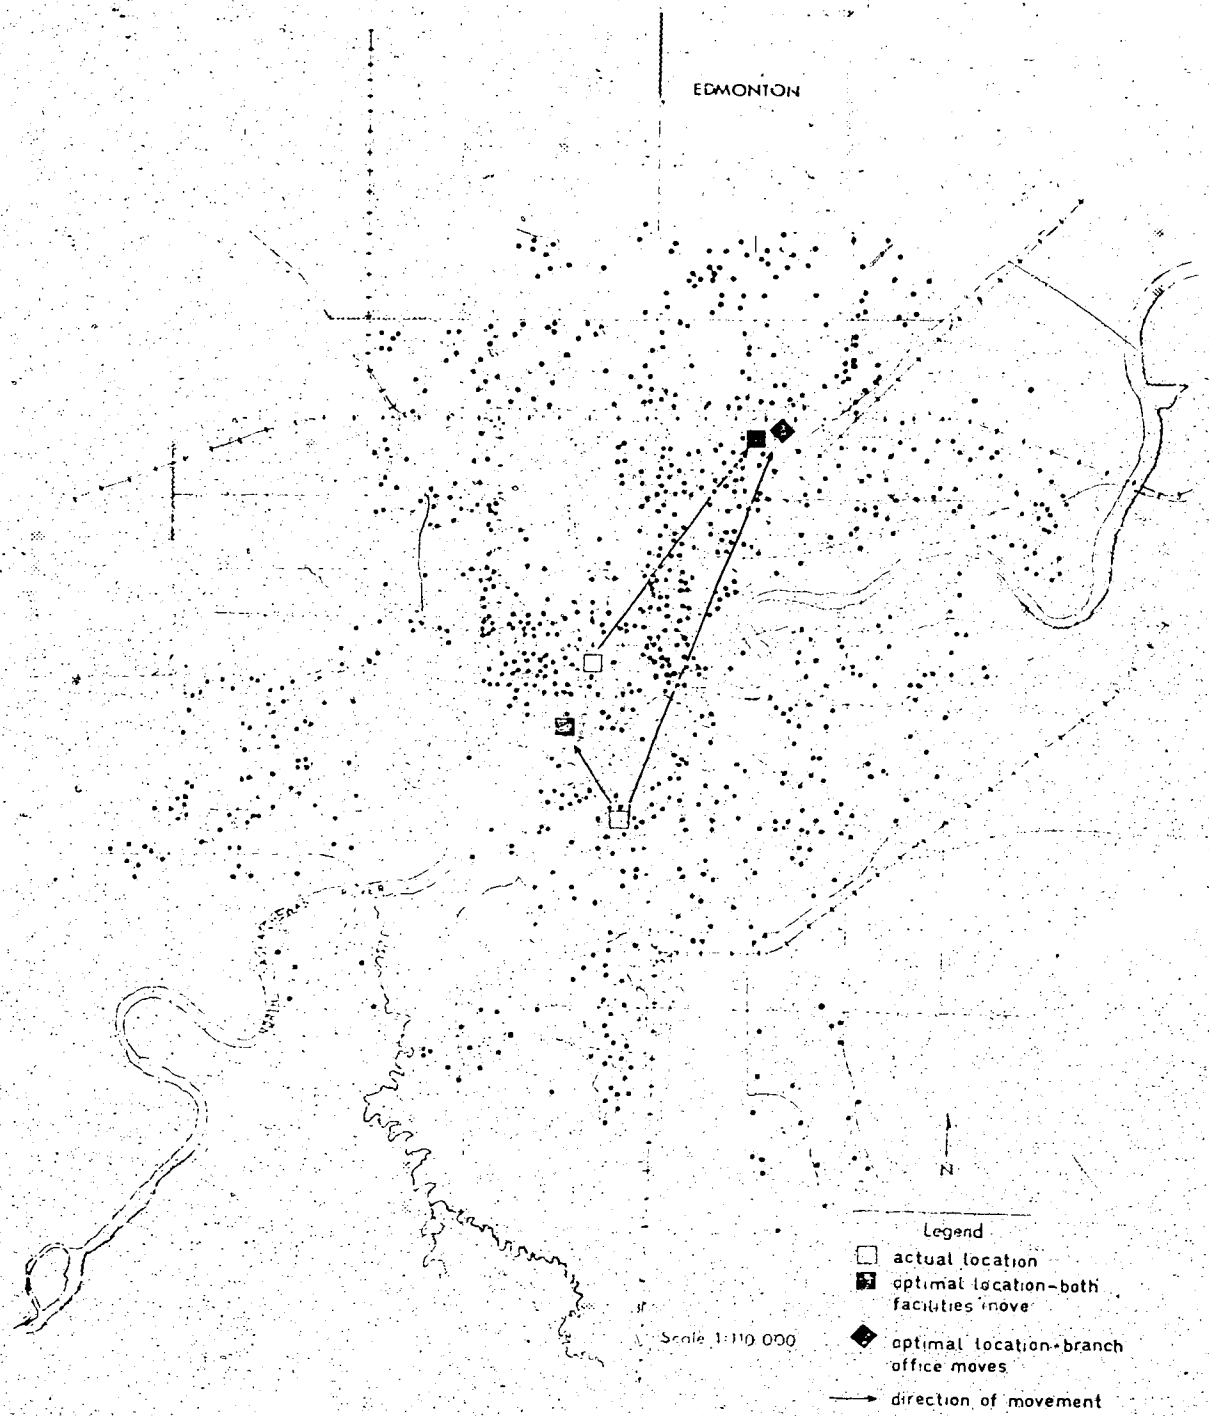 EDMONTON
N
Legend
actual location
optimal location-both
facilities move
Scale 1:110 000
optimal location-branch
office moves
direction of movement